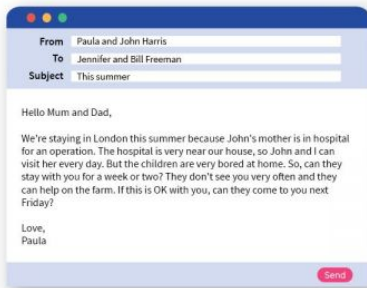 From Paula and John Harris
To Jennifer and Bill Freeman
Subject This summer
Hello Mum and Dad,
We're staying in London this summer because John's mother is in hospital
for an operation. The hospital is very near our house, so John and I can
visit her every day. But the children are very bored at home. So, can they
stay with you for a week or two? They don't see you very often and they
can help on the farm. If this is OK with you, can they come to you next
Friday?
Love,
Paula
Send